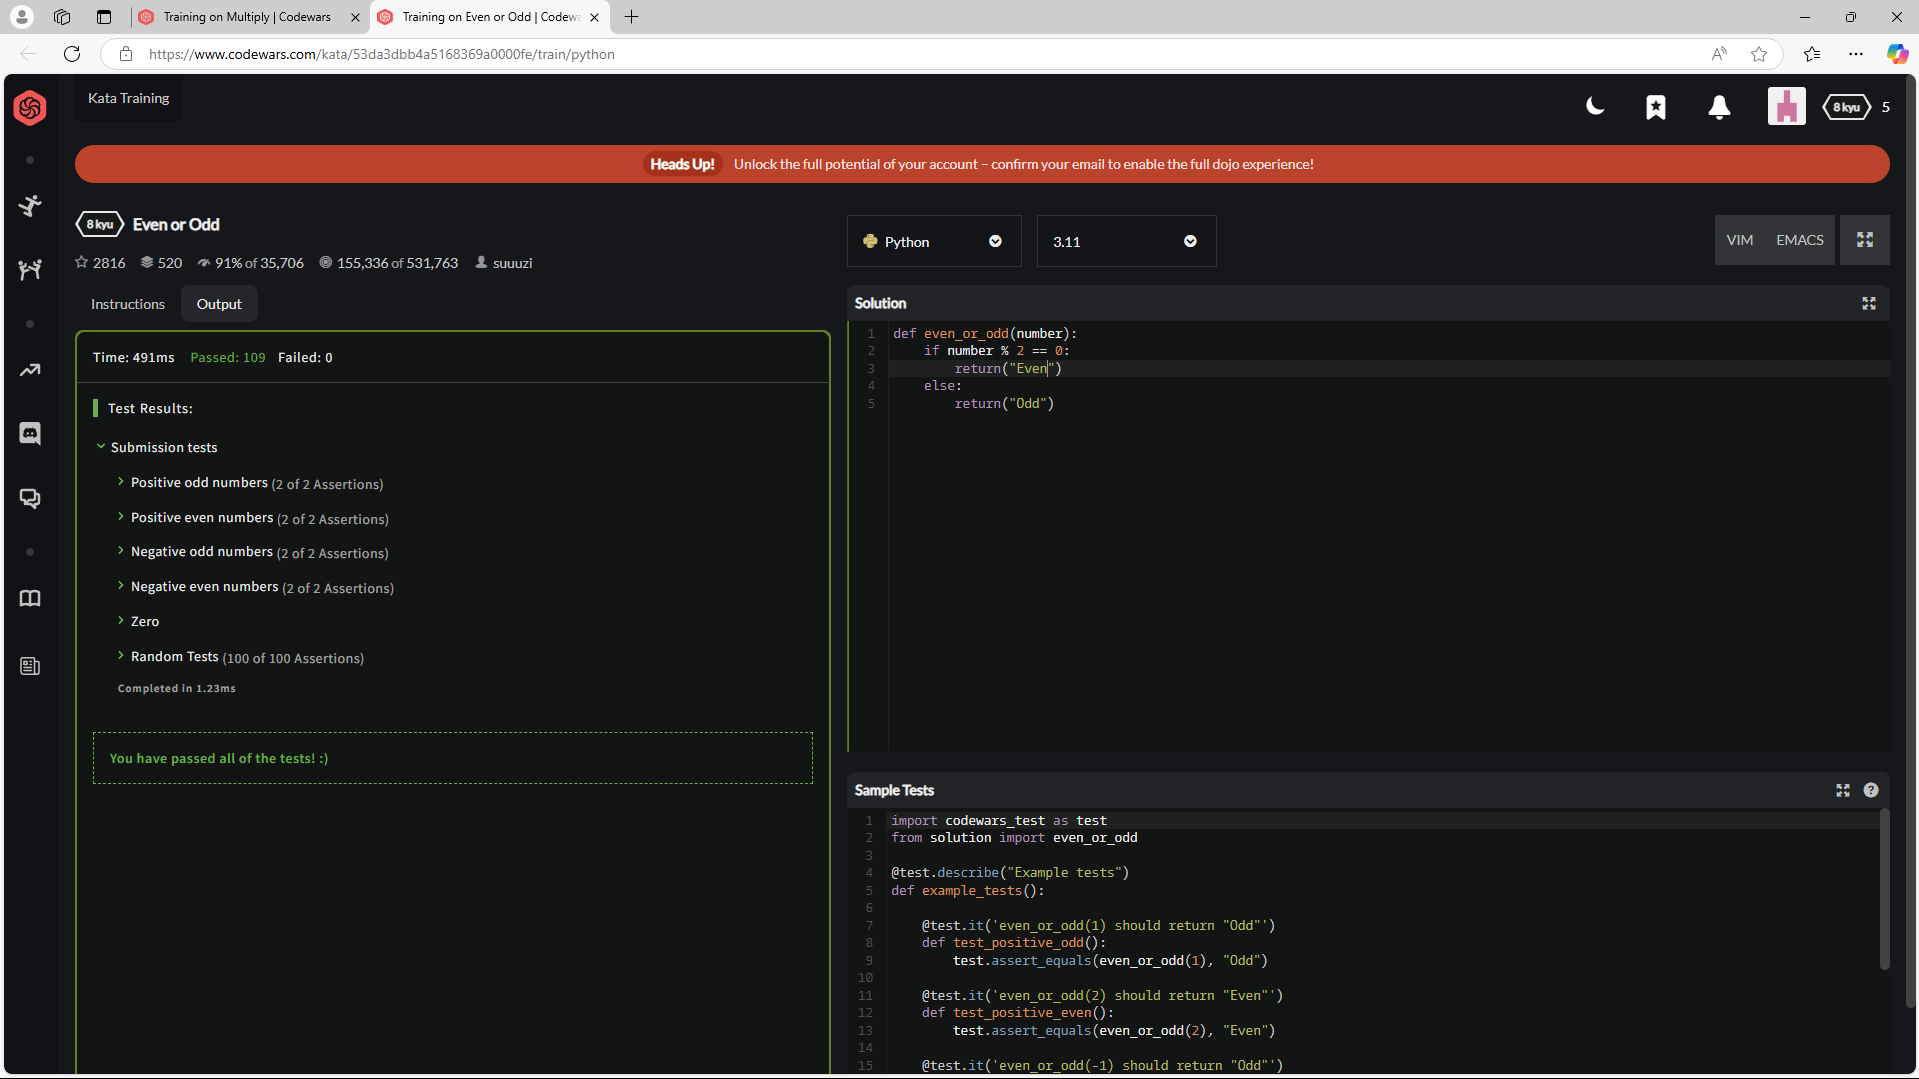 Training on Multiply | Codewars
Training on Even or Odd | Codewa
https://www.codewars.com/kata/53da3dbb4a5168369a0000fe/train/python
Kata Training
8 kyu 5
Heads Up! Unlock the full potential of your account – confirm your email to enable the full dojo experience!
8 kyu Even or Odd
2816 520 91% of 35,706 155,336 of 531,763 suuuzi
Python 3.11 VIM EMACS
Instructions Output
Time: 491ms Passed: 109 Failed: 0
Test Results:
Submission tests
Positive odd numbers (2 of 2 Assertions)
Positive even numbers (2 of 2 Assertions)
Negative odd numbers (2 of 2 Assertions)
Negative even numbers (2 of 2 Assertions)
Zero
Random Tests (100 of 100 Assertions)
Completed in 1.23ms
You have passed all of the tests! :)
Solution
1 def even_or_odd(number):
2     if number % 2 == 0:
3         return("Even")
4     else:
5         return("Odd")
Sample Tests
1 import codewars_test as test
2 from solution import even_or_odd
3
4 @test.describe("Example tests")
5 def example_tests():
6
7     @test.it('even_or_odd(1) should return "Odd"')
8     def test_positive_odd():
9         test.assert_equals(even_or_odd(1), "Odd")
10
11     @test.it('even_or_odd(2) should return "Even"')
12     def test_positive_even():
13         test.assert_equals(even_or_odd(2), "Even")
14
15     @test.it('even_or_odd(-1) should return "Odd"')